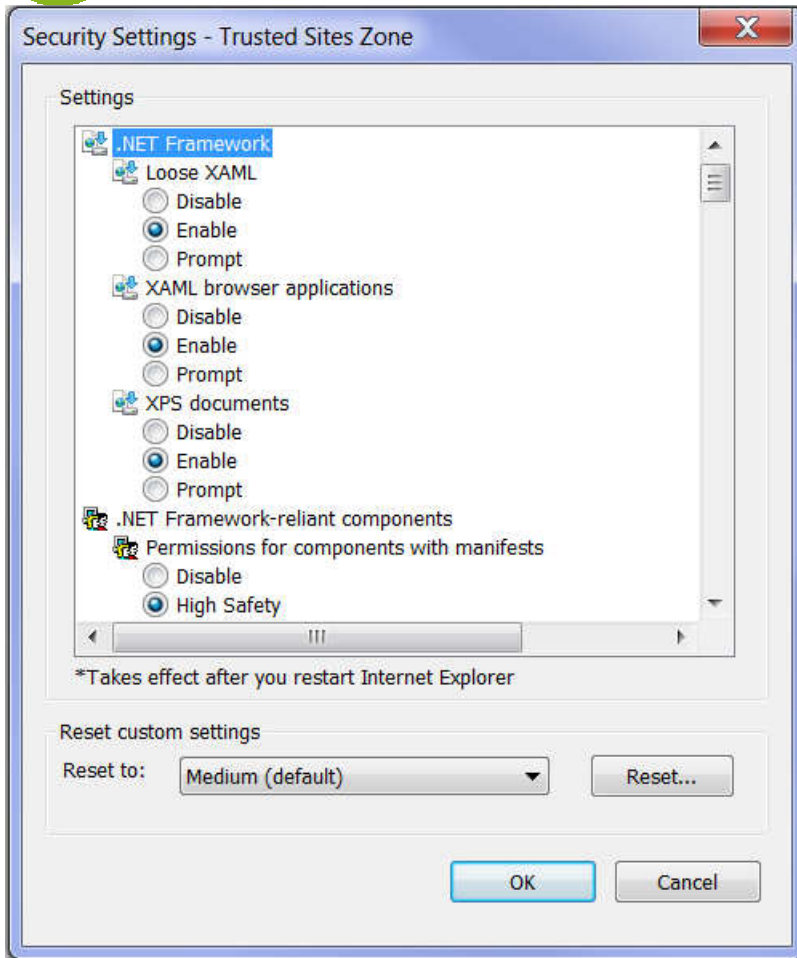 Security Settings - Trusted Sites Zone
Settings
.NET Framework
Loose XAML
Disable
Enable
Prompt
XAML browser applications
Disable
Enable
Prompt
XPS documents
Disable
Enable
Prompt
.NET Framework-reliant components
Permissions for components with manifests
Disable
High Safety
*Takes effect after you restart Internet Explorer
Reset custom settings
Reset to: Medium (default) Reset...
OK Cancel